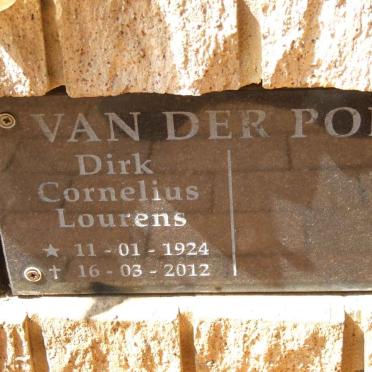 VAN DER PO
Dirk
Cornelius
Lourens
★ 11 - 01 - 1924
✝ 16 - 03 - 2012